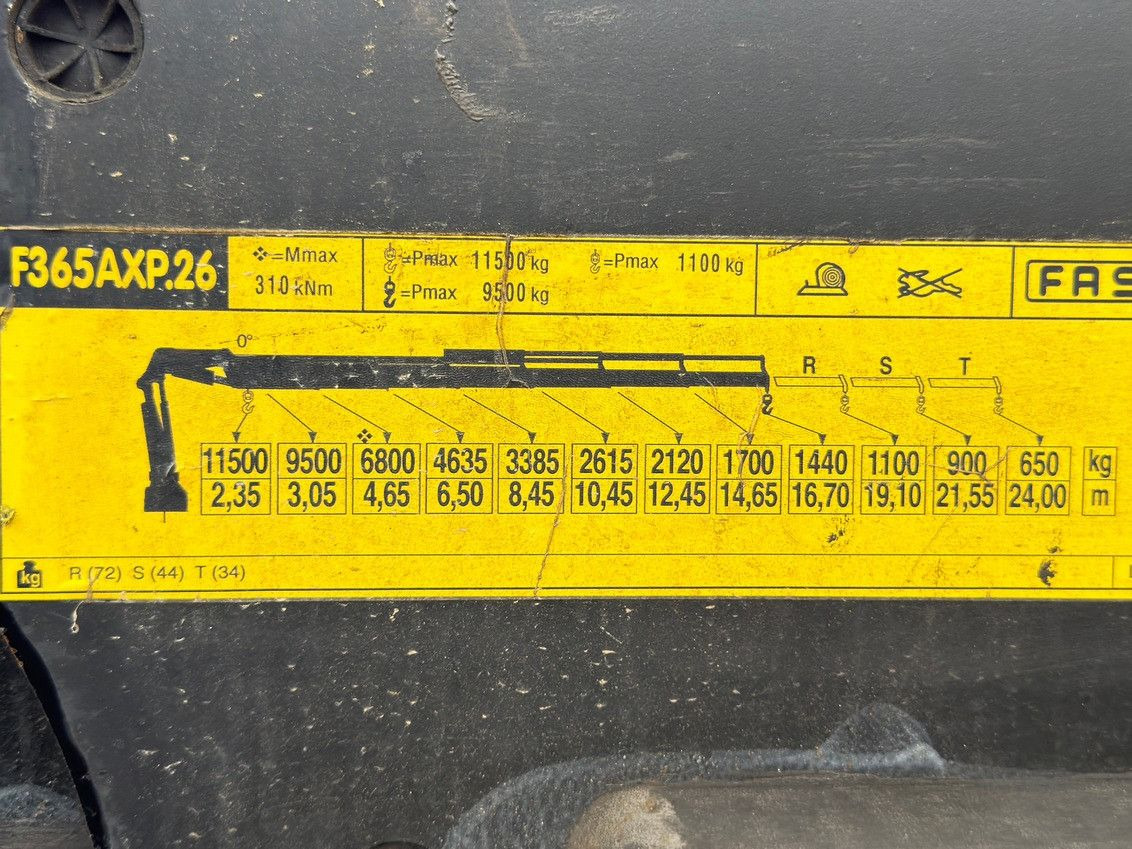 F365AXP.26
=Mmax
310 kNm
=Pmax 11500 kg
=Pmax 1100 kg
=Pmax 9500 kg
FAS
0°
R S T
11500 9500 6800 4635 3385 2615 2120 1700 1440 1100 900 650 kg
2,35 3,05 4,65 6,50 8,45 10,45 12,45 14,65 16,70 19,10 21,55 24,00 m
kg R (72) S (44) T (34)